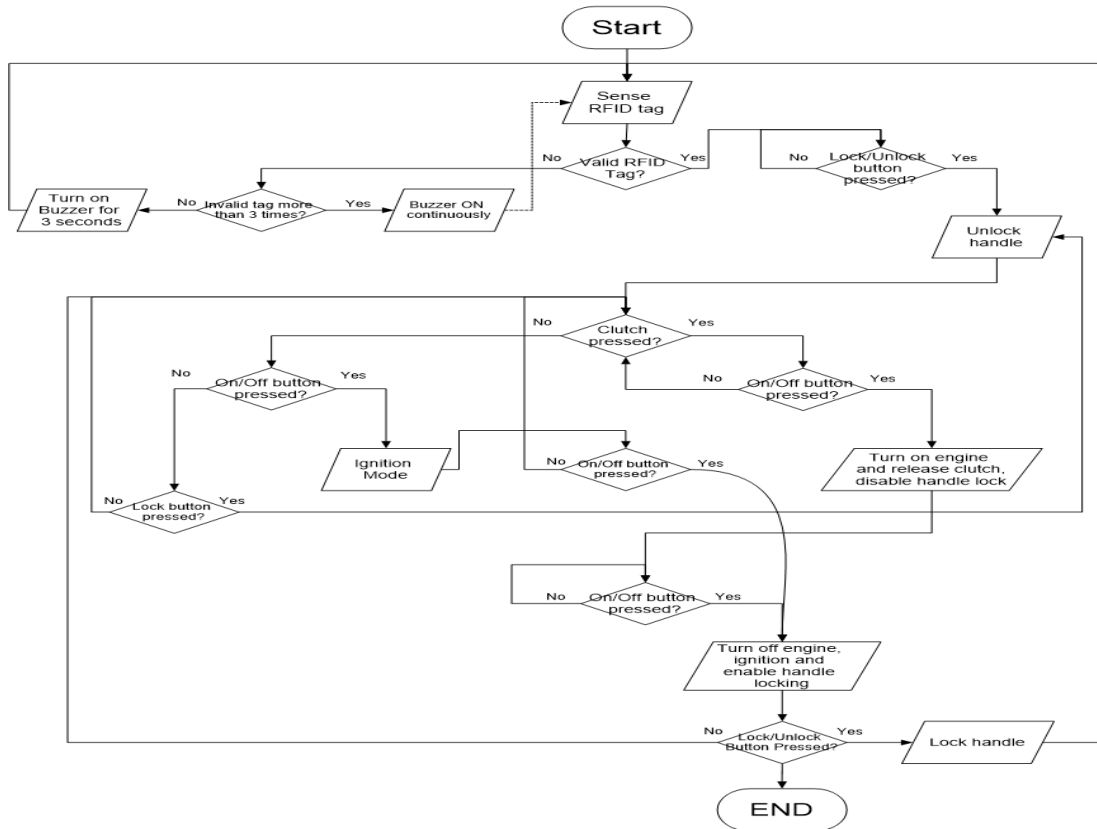 Start
Sense
RFID tag
No
Valid RFID
Tag?
Yes
No
Lock/Unlock
button
pressed?
Yes
Turn on
Buzzer for
3 seconds
No
Invalid tag more
than 3 times?
Yes
Buzzer ON
continuously
Unlock
handle
No
Clutch
pressed?
Yes
No
On/Off button
pressed?
Yes
No
On/Off button
pressed?
Yes
Ignition
Mode
No
On/Off button
pressed?
Yes
Turn on engine
and release clutch,
disable handle lock
No
Lock button
pressed?
Yes
No
On/Off button
pressed?
Yes
Turn off engine,
ignition and
enable handle
locking
No
Lock/Unlock
Button Pressed?
Yes
Lock handle
END